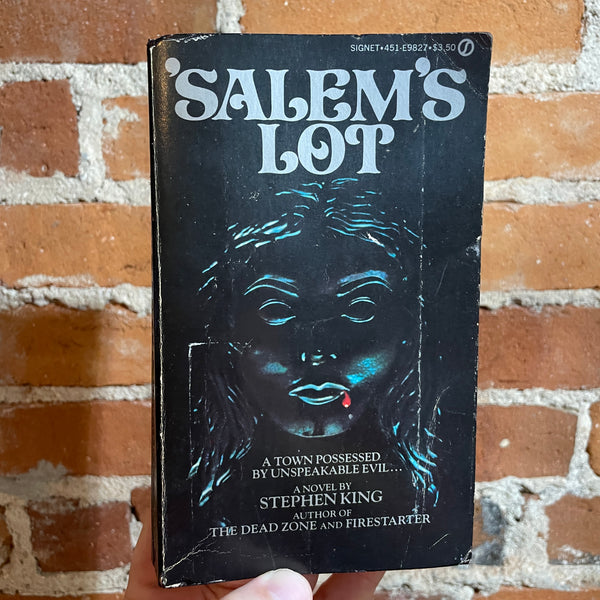 SIGNET•451-E9827•$3.50
'SALEM'S
LOT
A TOWN POSSESSED
BY UNSPEAKABLE EVIL...
A NOVEL BY
STEPHEN KING
AUTHOR OF
THE DEAD ZONE AND FIRESTARTER